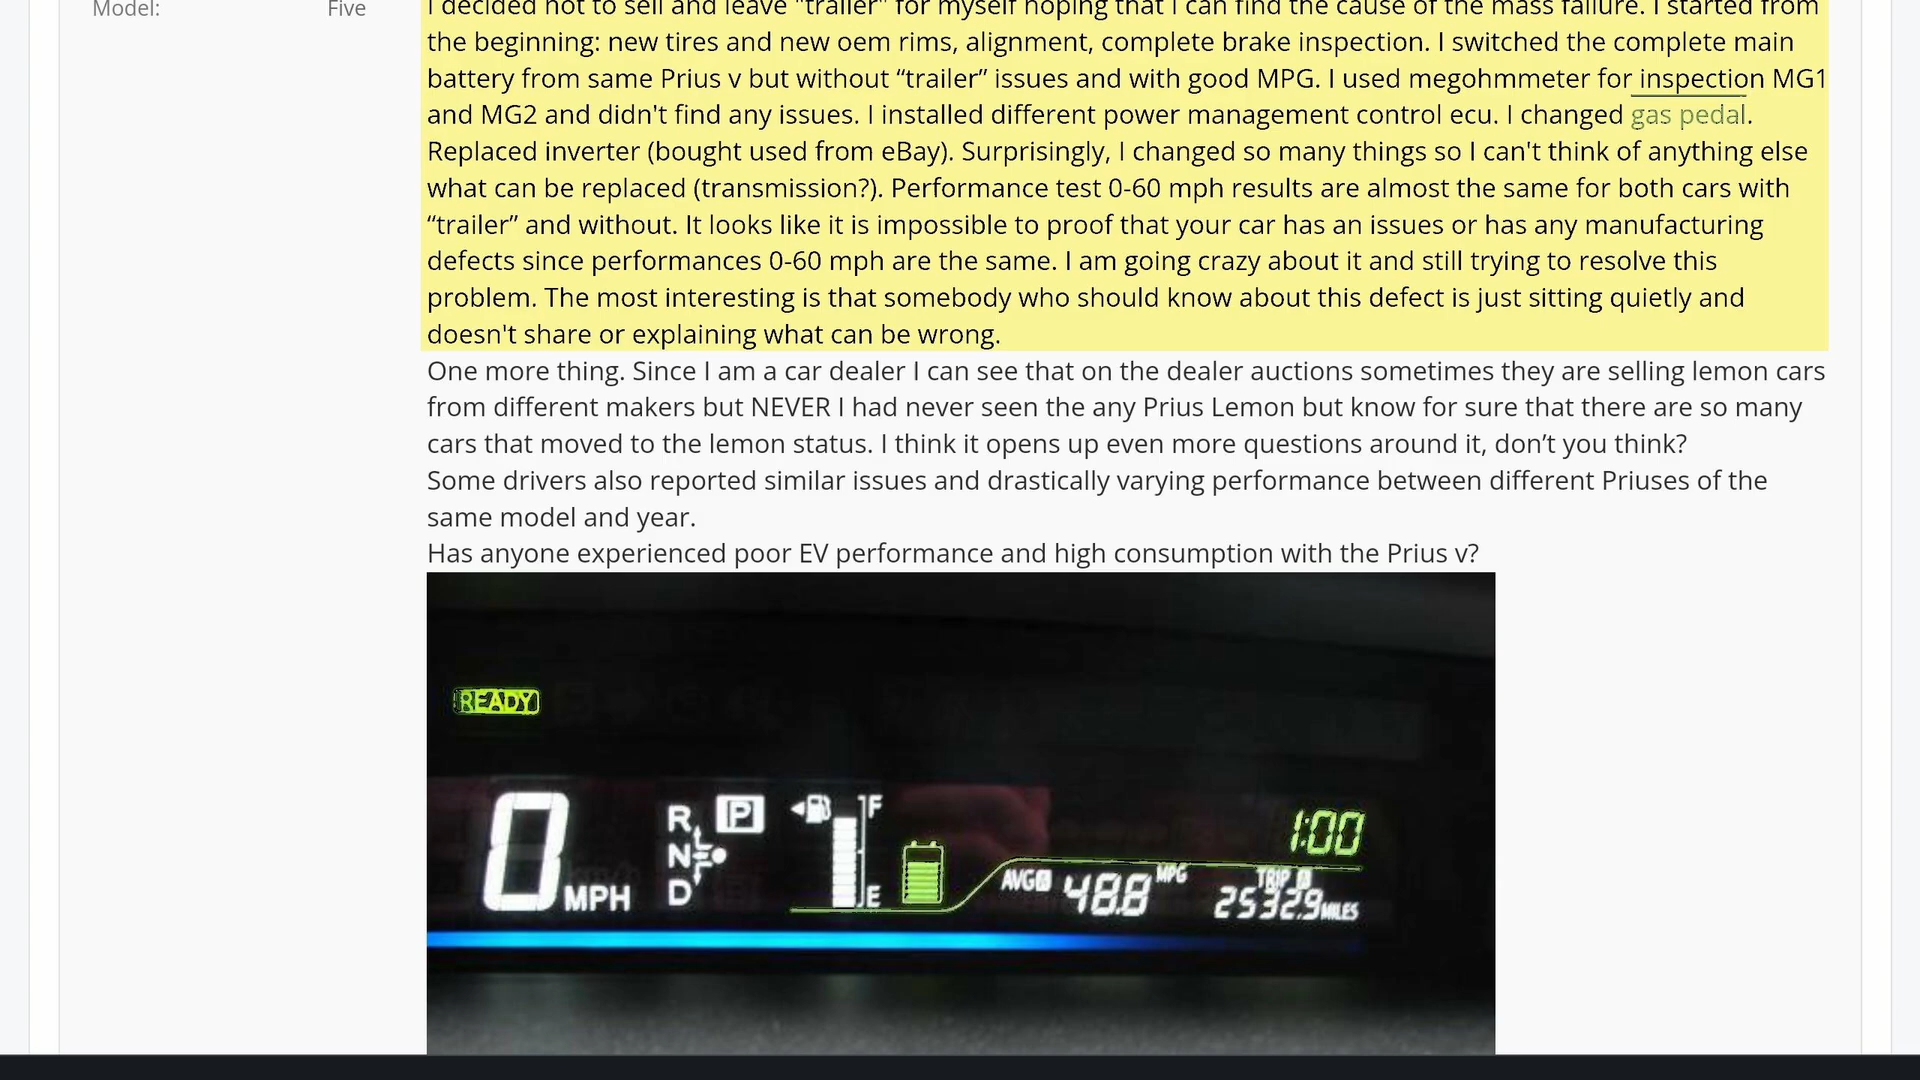 Model: Five
I decided not to sell and leave "trailer" for myself hoping that I can find the cause of the mass failure. I started from
the beginning: new tires and new oem rims, alignment, complete brake inspection. I switched the complete main
battery from same Prius v but without “trailer” issues and with good MPG. I used megohmmeter for inspection MG1
and MG2 and didn't find any issues. I installed different power management control ecu. I changed gas pedal.
Replaced inverter (bought used from eBay). Surprisingly, I changed so many things so I can't think of anything else
what can be replaced (transmission?). Performance test 0-60 mph results are almost the same for both cars with
“trailer” and without. It looks like it is impossible to proof that your car has an issues or has any manufacturing
defects since performances 0-60 mph are the same. I am going crazy about it and still trying to resolve this
problem. The most interesting is that somebody who should know about this defect is just sitting quietly and
doesn't share or explaining what can be wrong.
One more thing. Since I am a car dealer I can see that on the dealer auctions sometimes they are selling lemon cars
from different makers but NEVER I had never seen the any Prius Lemon but know for sure that there are so many
cars that moved to the lemon status. I think it opens up even more questions around it, don’t you think?
Some drivers also reported similar issues and drastically varying performance between different Priuses of the
same model and year.
Has anyone experienced poor EV performance and high consumption with the Prius v?
READY
0 MPH
R P
N
D
F
E
1:00
AVG A 48.8 MPG
TRIP A
2532.9 MILES